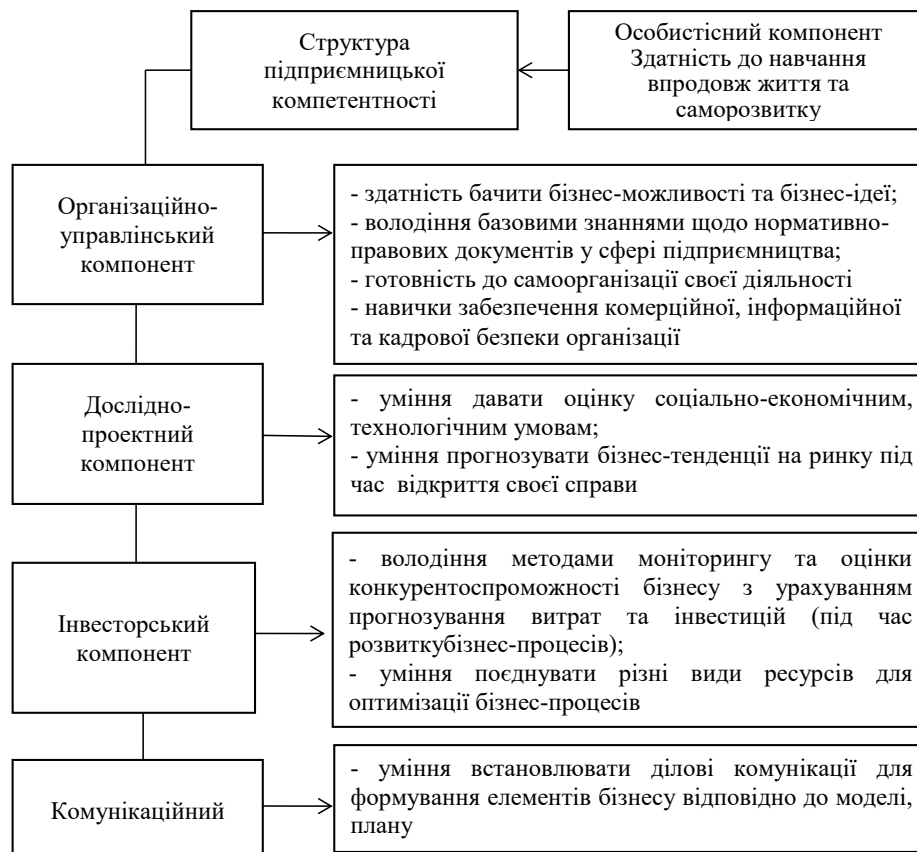 Структура
підприємницької
компетентності
Особистісний компонент
Здатність до навчання
впродовж життя та
саморозвитку
Організаційно-
управлінський
компонент
- здатність бачити бізнес-можливості та бізнес-ідеї;
- володіння базовими знаннями щодо нормативно-
правових документів у сфері підприємництва;
- готовність до самоорганізації своєї діяльності
- навички забезпечення комерційної, інформаційної
та кадрової безпеки організації
Дослідно-
проектний
компонент
- уміння давати оцінку соціально-економічним,
технологічним умовам;
- уміння прогнозувати бізнес-тенденції на ринку під
час відкриття своєї справи
Інвесторський
компонент
- володіння методами моніторингу та оцінки
конкурентоспроможності бізнесу з урахуванням
прогнозування витрат та інвестицій (під час
розвиткубізнес-процесів);
- уміння поєднувати різні види ресурсів для
оптимізації бізнес-процесів
Комунікаційний
- уміння встановлювати ділові комунікації для
формування елементів бізнесу відповідно до моделі,
плану